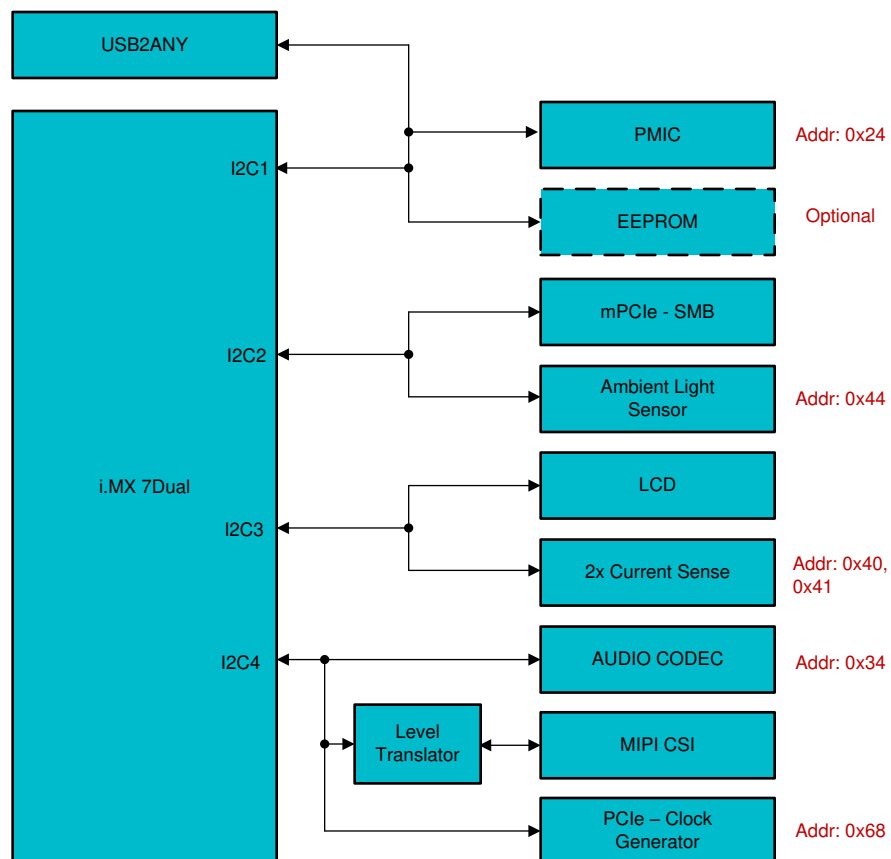 USB2ANY
PMIC
Addr: 0x24
I2C1
EEPROM
Optional
mPCIe - SMB
I2C2
Ambient Light
Sensor
Addr: 0x44
i.MX 7Dual
LCD
I2C3
2x Current Sense
Addr: 0x40,
0x41
I2C4
AUDIO CODEC
Addr: 0x34
Level
Translator
MIPI CSI
PCIe – Clock
Generator
Addr: 0x68